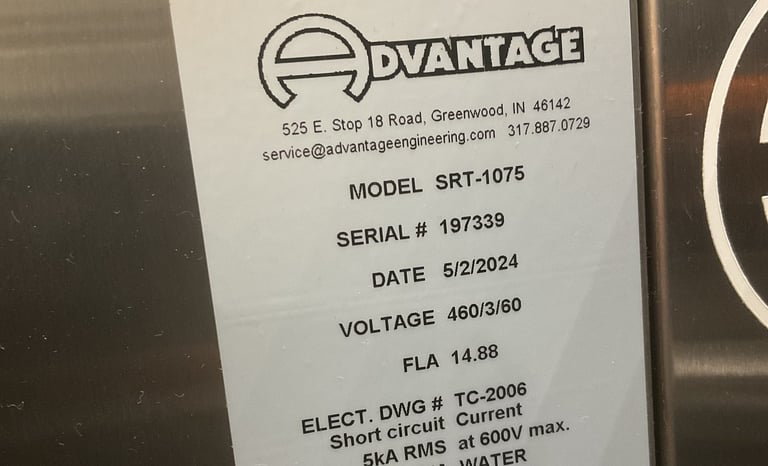 ADVANTAGE
525 E. Stop 18 Road, Greenwood, IN 46142
service@advantageengineering.com 317.887.0729
MODEL SRT-1075
SERIAL # 197339
DATE 5/2/2024
VOLTAGE 460/3/60
FLA 14.88
ELECT. DWG # TC-2006
Short circuit Current
5kA RMS at 600V max.
WATER